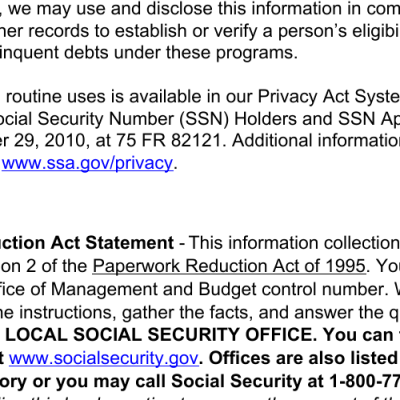 , we may use and disclose this information in com
her records to establish or verify a person's eligibi
linquent debts under these programs.
routine uses is available in our Privacy Act Syste
ocial Security Number (SSN) Holders and SSN Ap
r 29, 2010, at 75 FR 82121. Additional informatio
www.ssa.gov/privacy.
uction Act Statement - This information collection
on 2 of the Paperwork Reduction Act of 1995. You
fice of Management and Budget control number. W
he instructions, gather the facts, and answer the q
LOCAL SOCIAL SECURITY OFFICE. You can f
t www.socialsecurity.gov. Offices are also listed
ory or you may call Social Security at 1-800-77